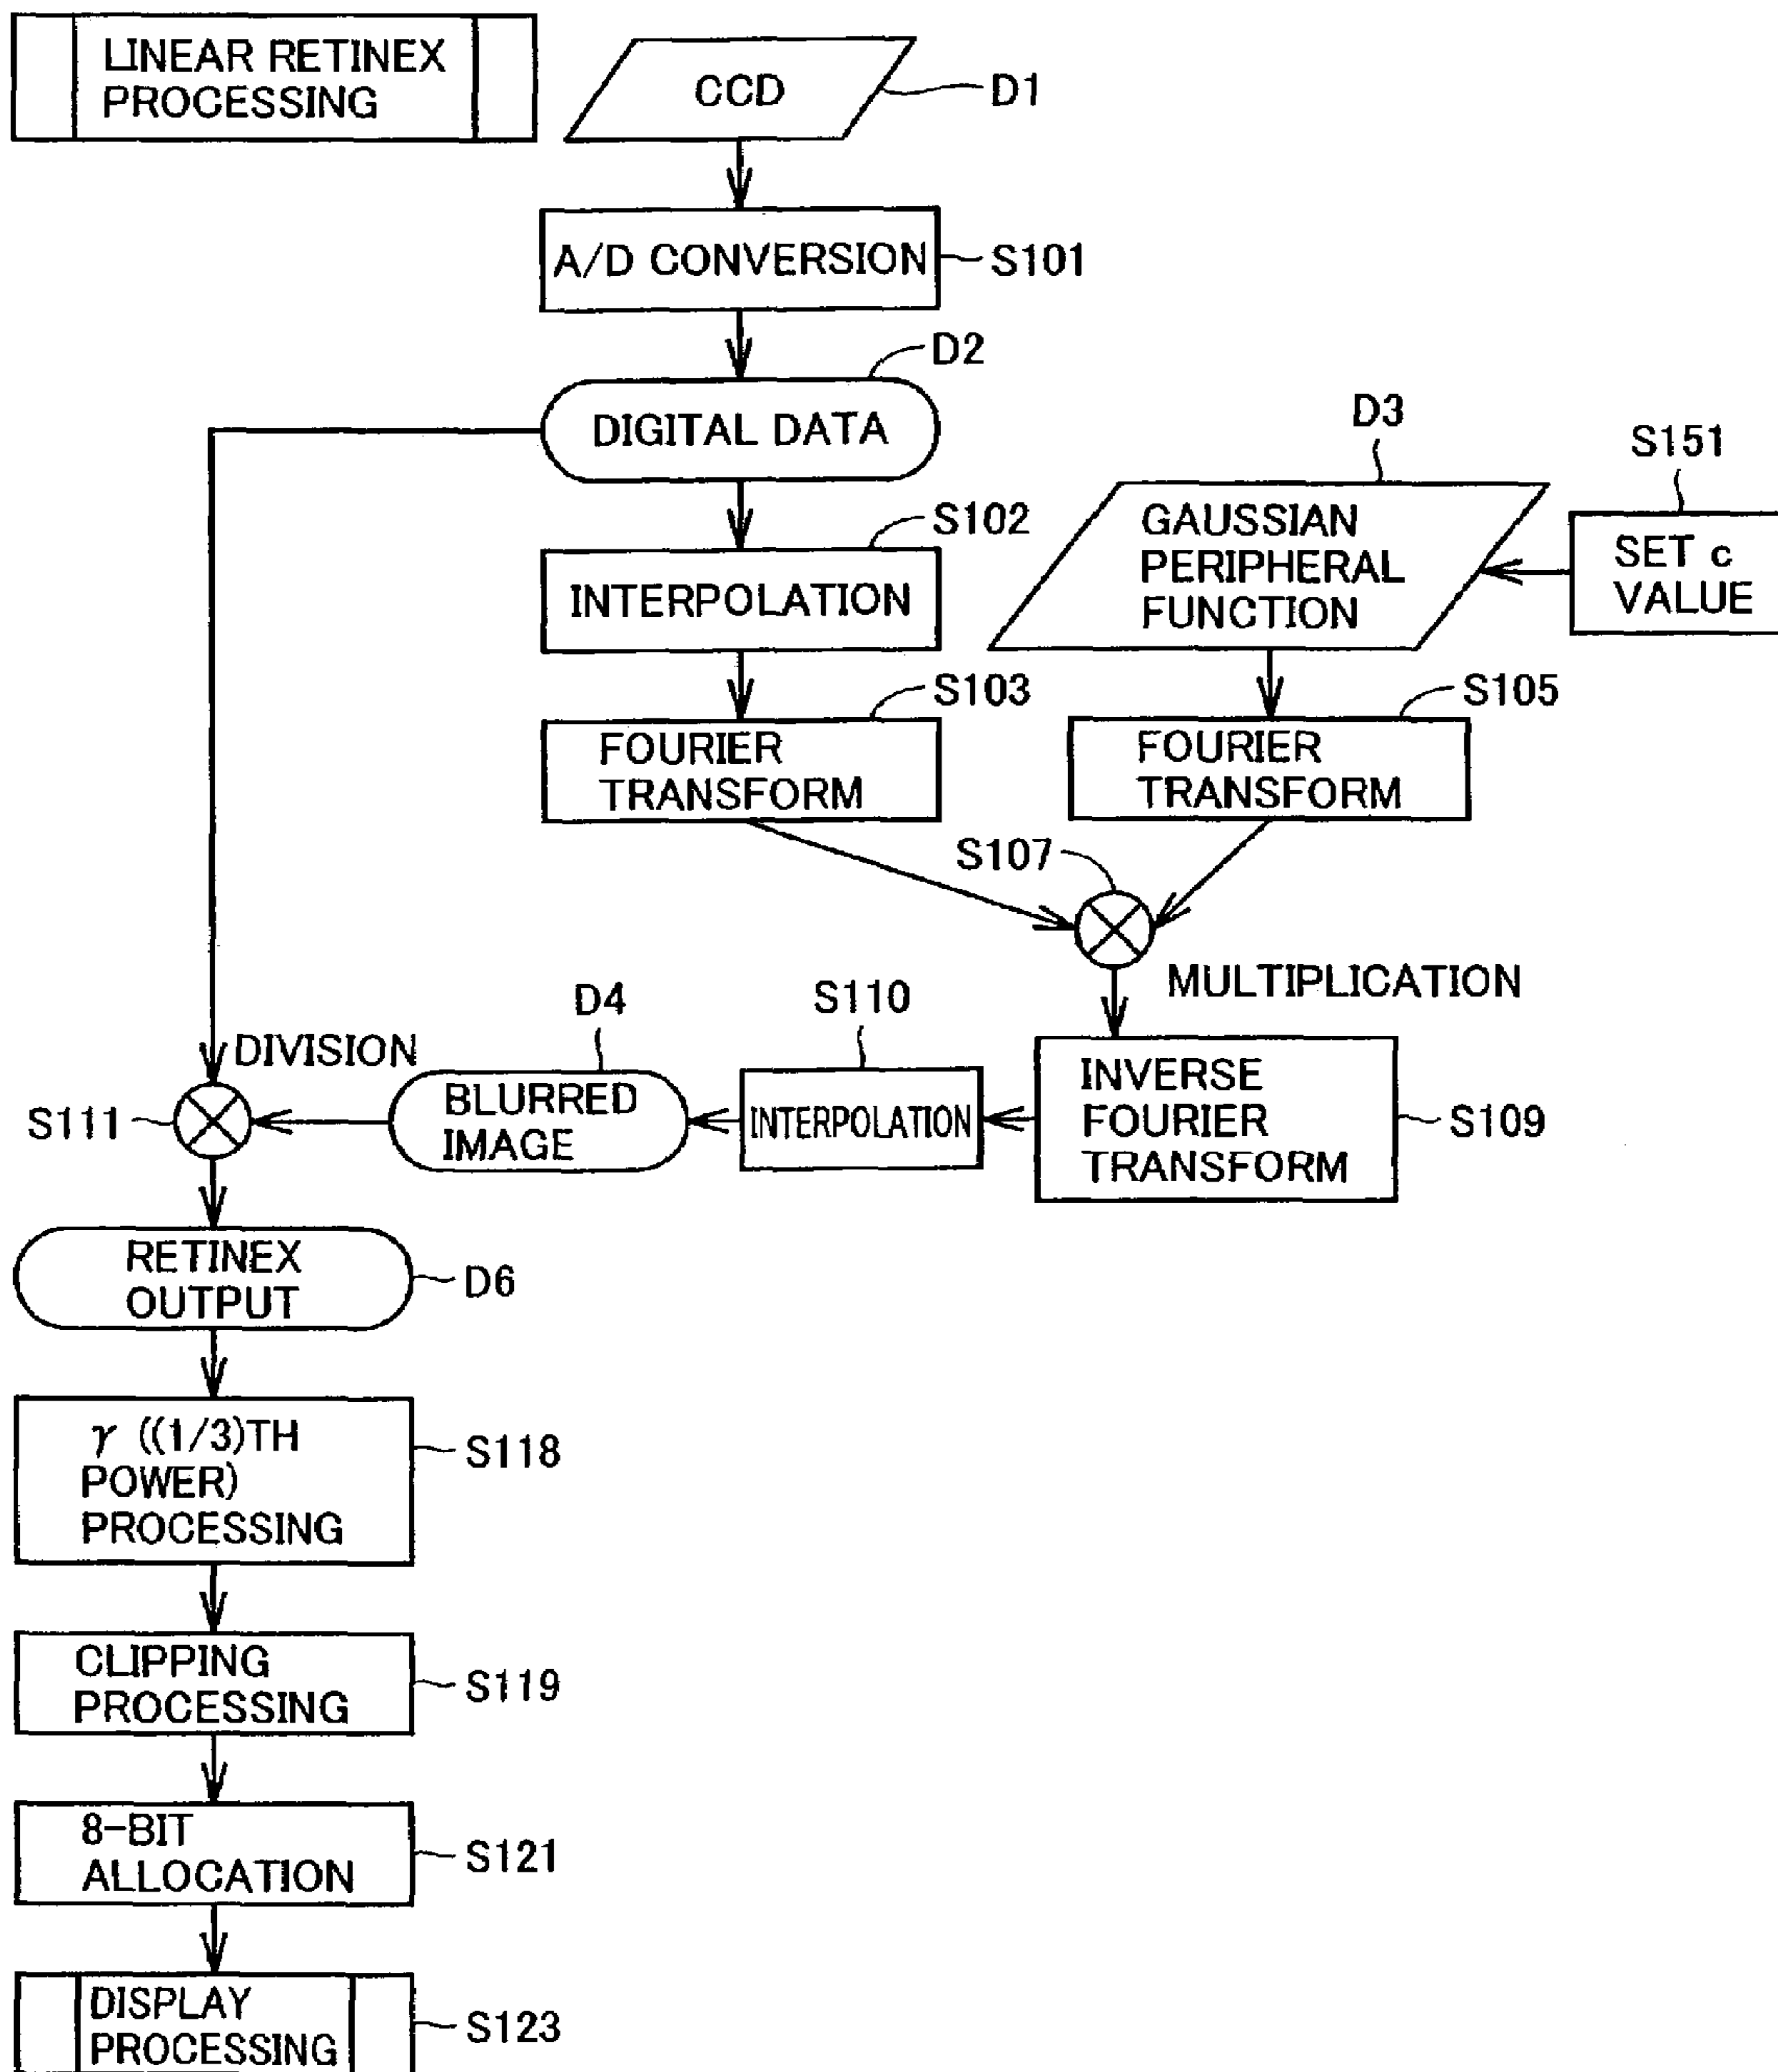 LINEAR RETINEX
PROCESSING
CCD
D1
A/D CONVERSION
S101
D2
DIGITAL DATA
D3
S151
S102
GAUSSIAN
PERIPHERAL
FUNCTION
SET c
VALUE
INTERPOLATION
S103
S105
FOURIER
TRANSFORM
FOURIER
TRANSFORM
S107
MULTIPLICATION
D4
S110
DIVISION
S111
BLURRED
IMAGE
INTERPOLATION
INVERSE
FOURIER
TRANSFORM
S109
RETINEX
OUTPUT
D6
γ ((1/3)TH
POWER)
PROCESSING
S118
CLIPPING
PROCESSING
S119
8-BIT
ALLOCATION
S121
DISPLAY
PROCESSING
S123